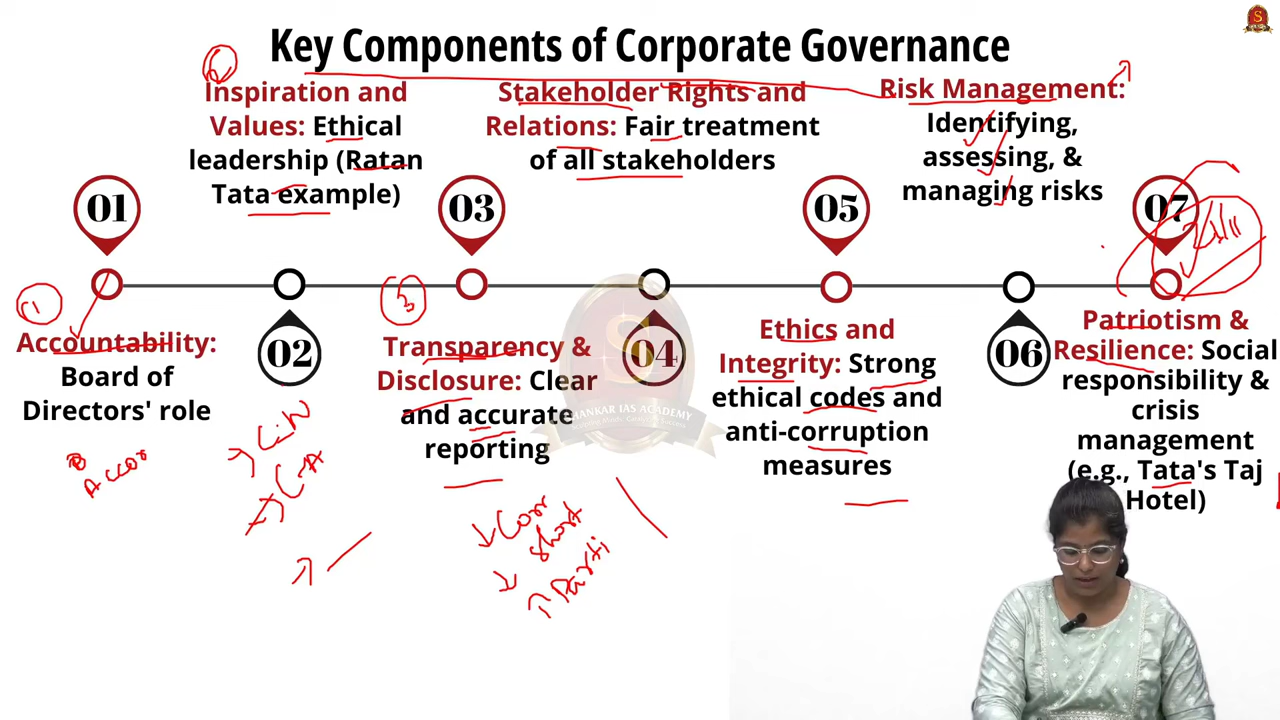 Key Components of Corporate Governance
Inspiration and
Values: Ethical
leadership (Ratan
Tata example)
Stakeholder Rights and
Relations: Fair treatment
of all stakeholders
Risk Management:
Identifying,
assessing, &
managing risks
01
03
05
07
Accountability:
Board of
Directors' role
02
Transparency &
Disclosure: Clear
and accurate
reporting
04
Ethics and
Integrity: Strong
ethical codes and
anti-corruption
measures
06
Patriotism &
Resilience: Social
responsibility &
crisis
management
(e.g., Tata's Taj
Hotel)
SHANKAR IAS ACADEMY